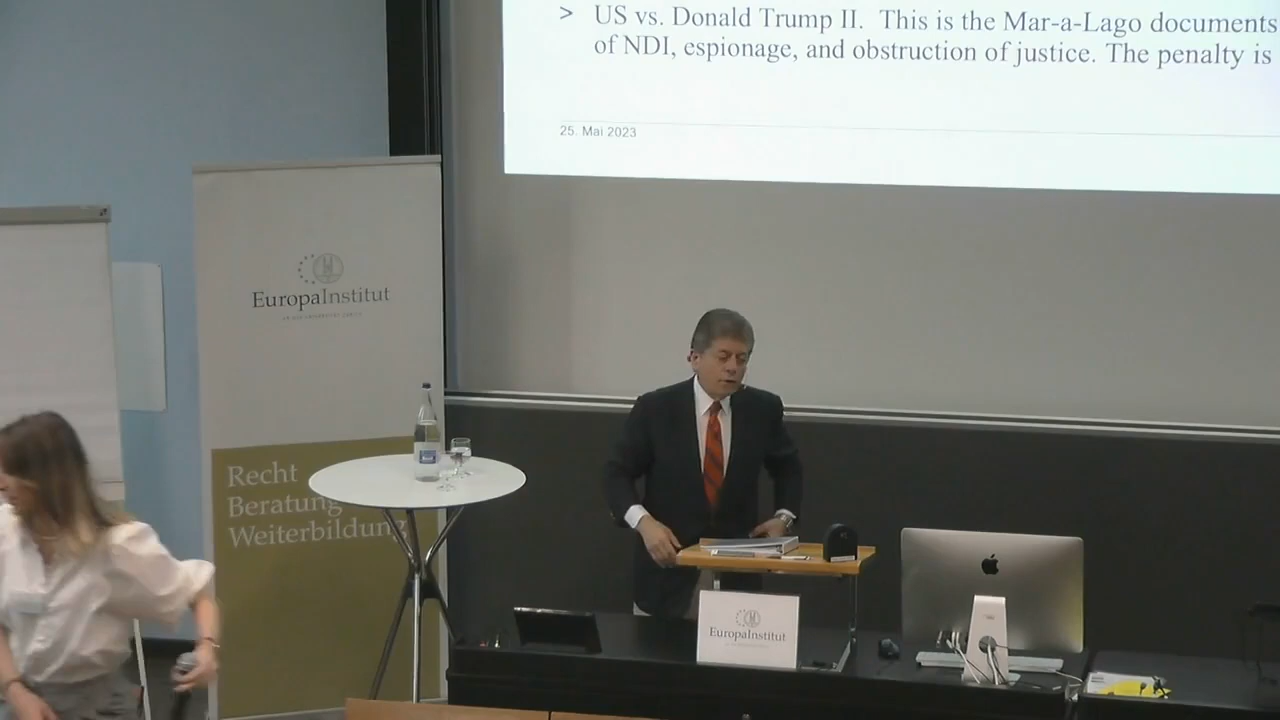 > US vs. Donald Trump II. This is the Mar-a-Lago documents
of NDI, espionage, and obstruction of justice. The penalty is
25. Mai 2023
EuropaInstitut
Recht
Beratung
Weiterbildung
EuropaInstitut